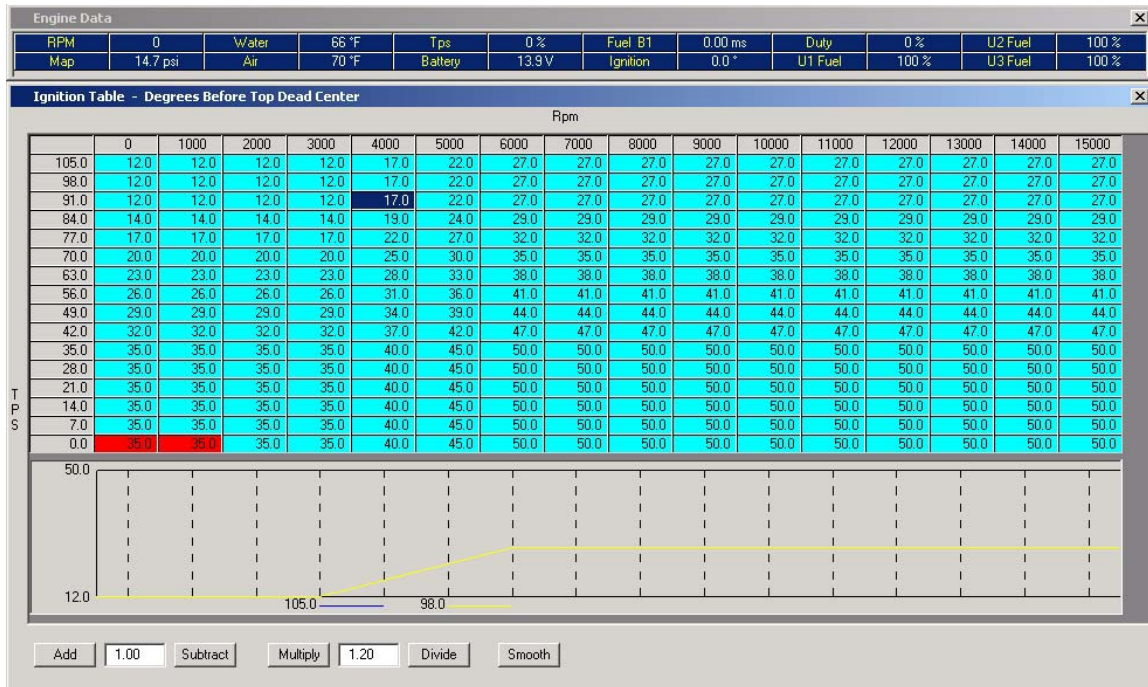 Engine Data
RPM 0 Water 66 °F Tps 0 % Fuel B1 0.00 ms Duty 0 % U2 Fuel 100 %
Map 14.7 psi Air 70 °F Battery 13.9 V Ignition 0.0 ° U1 Fuel 100 % U3 Fuel 100 %
Ignition Table - Degrees Before Top Dead Center
Rpm
0 1000 2000 3000 4000 5000 6000 7000 8000 9000 10000 11000 12000 13000 14000 15000
105.0 12.0 12.0 12.0 12.0 17.0 22.0 27.0 27.0 27.0 27.0 27.0 27.0 27.0 27.0 27.0 27.0
98.0 12.0 12.0 12.0 12.0 17.0 22.0 27.0 27.0 27.0 27.0 27.0 27.0 27.0 27.0 27.0 27.0
91.0 12.0 12.0 12.0 12.0 17.0 22.0 27.0 27.0 27.0 27.0 27.0 27.0 27.0 27.0 27.0 27.0
84.0 14.0 14.0 14.0 14.0 19.0 24.0 29.0 29.0 29.0 29.0 29.0 29.0 29.0 29.0 29.0 29.0
77.0 17.0 17.0 17.0 17.0 22.0 27.0 32.0 32.0 32.0 32.0 32.0 32.0 32.0 32.0 32.0 32.0
70.0 20.0 20.0 20.0 20.0 25.0 30.0 35.0 35.0 35.0 35.0 35.0 35.0 35.0 35.0 35.0 35.0
63.0 23.0 23.0 23.0 23.0 28.0 33.0 38.0 38.0 38.0 38.0 38.0 38.0 38.0 38.0 38.0 38.0
56.0 26.0 26.0 26.0 26.0 31.0 36.0 41.0 41.0 41.0 41.0 41.0 41.0 41.0 41.0 41.0 41.0
49.0 29.0 29.0 29.0 29.0 34.0 39.0 44.0 44.0 44.0 44.0 44.0 44.0 44.0 44.0 44.0 44.0
42.0 32.0 32.0 32.0 32.0 37.0 42.0 47.0 47.0 47.0 47.0 47.0 47.0 47.0 47.0 47.0 47.0
35.0 35.0 35.0 35.0 35.0 40.0 45.0 50.0 50.0 50.0 50.0 50.0 50.0 50.0 50.0 50.0 50.0
28.0 35.0 35.0 35.0 35.0 40.0 45.0 50.0 50.0 50.0 50.0 50.0 50.0 50.0 50.0 50.0 50.0
21.0 35.0 35.0 35.0 35.0 40.0 45.0 50.0 50.0 50.0 50.0 50.0 50.0 50.0 50.0 50.0 50.0
14.0 35.0 35.0 35.0 35.0 40.0 45.0 50.0 50.0 50.0 50.0 50.0 50.0 50.0 50.0 50.0 50.0
7.0 35.0 35.0 35.0 35.0 40.0 45.0 50.0 50.0 50.0 50.0 50.0 50.0 50.0 50.0 50.0 50.0
0.0 35.0 35.0 35.0 35.0 40.0 45.0 50.0 50.0 50.0 50.0 50.0 50.0 50.0 50.0 50.0 50.0
TPS
50.0
12.0
105.0 98.0
Add 1.00 Subtract Multiply 1.20 Divide Smooth